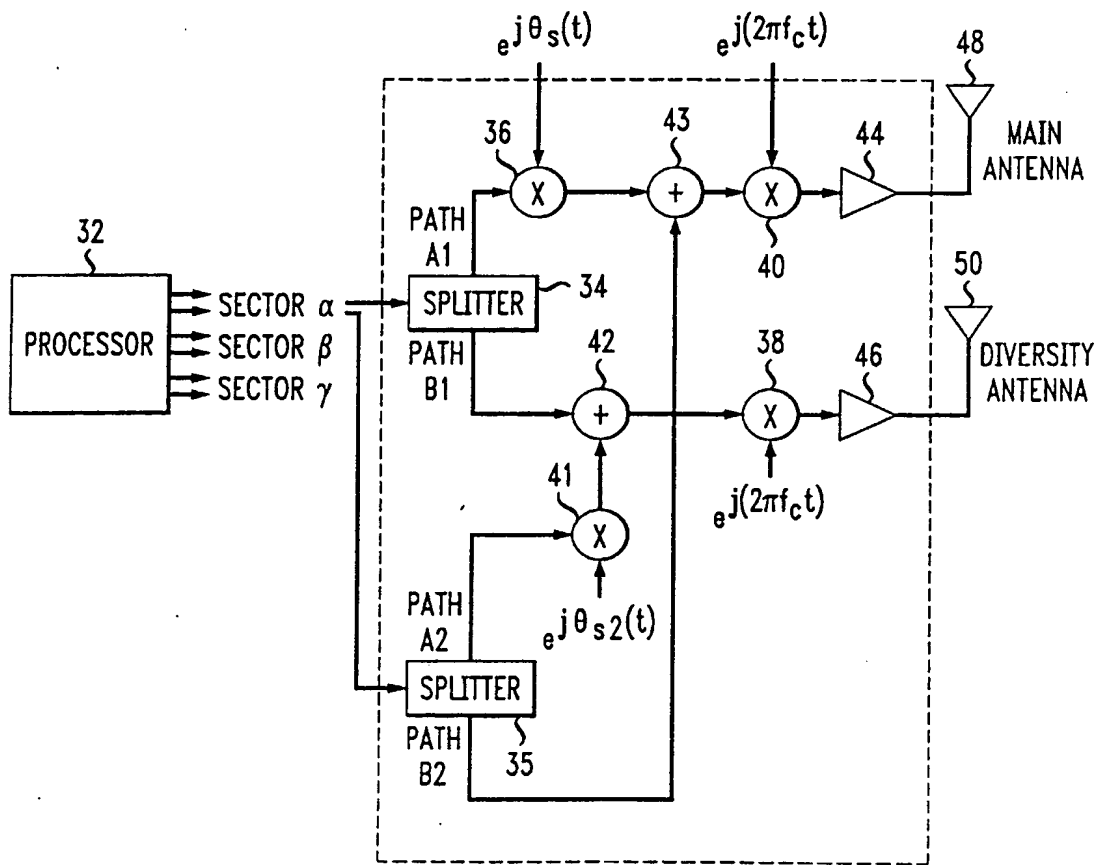 e^jθs(t)
e^j(2πfct)
48
36
43
44
MAIN
ANTENNA
X
+
X
32
PATH
A1
40
50
PROCESSOR
SECTOR α
SECTOR β
SECTOR γ
SPLITTER
34
PATH
B1
42
38
46
DIVERSITY
ANTENNA
+
X
41
X
e^j(2πfct)
PATH
A2
e^jθs2(t)
SPLITTER
PATH
B2
35